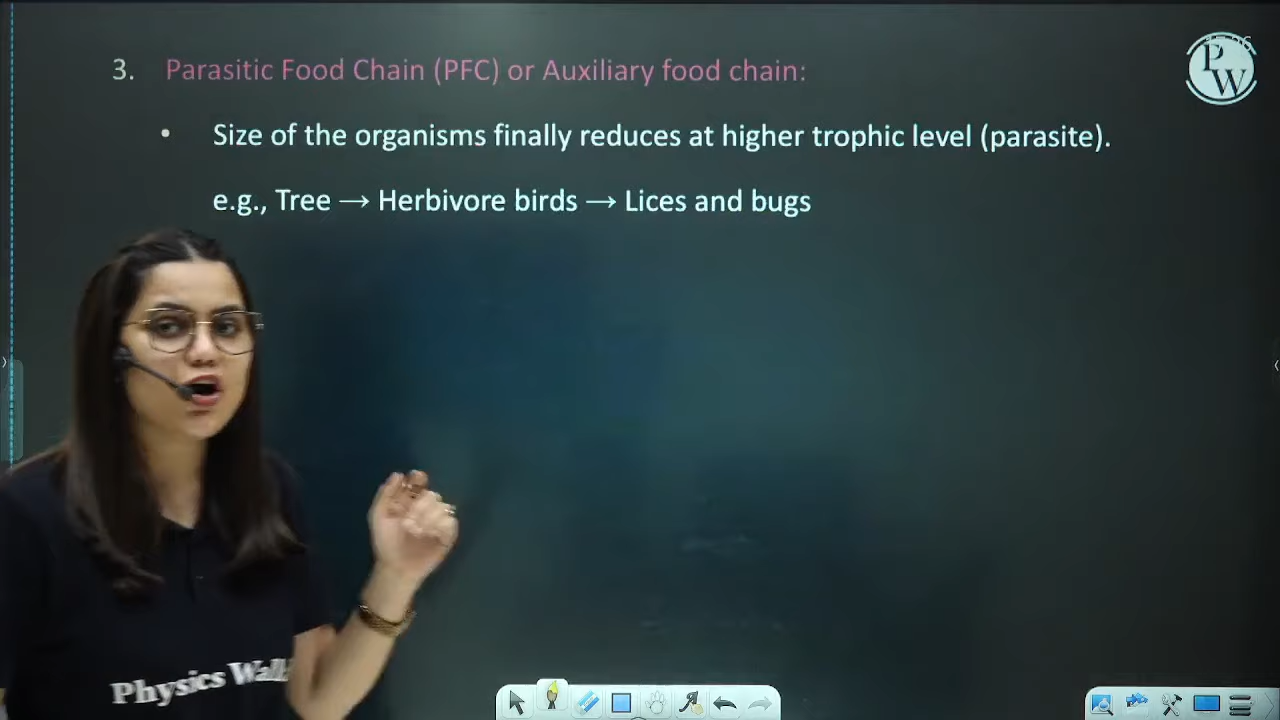 3. Parasitic Food Chain (PFC) or Auxiliary food chain:
PW
• Size of the organisms finally reduces at higher trophic level (parasite).
e.g., Tree → Herbivore birds → Lices and bugs
Physics